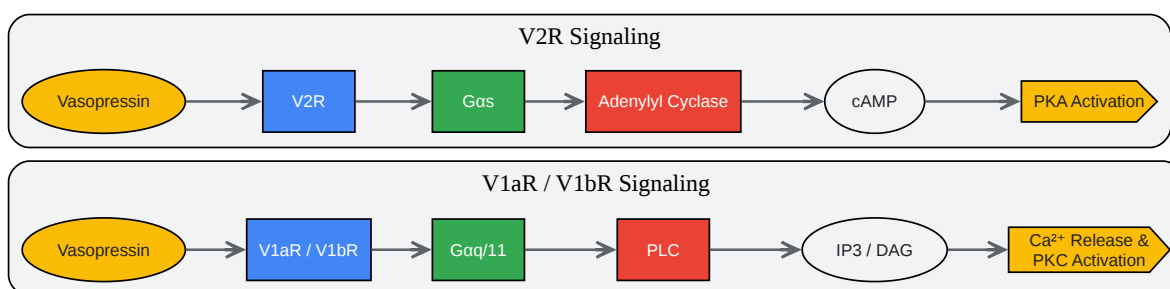 V2R Signaling
Vasopressin
V2R
Gαs
Adenylyl Cyclase
cAMP
PKA Activation
V1aR / V1bR Signaling
Vasopressin
V1aR / V1bR
Gαq/11
PLC
IP3 / DAG
Ca²⁺ Release &
PKC Activation